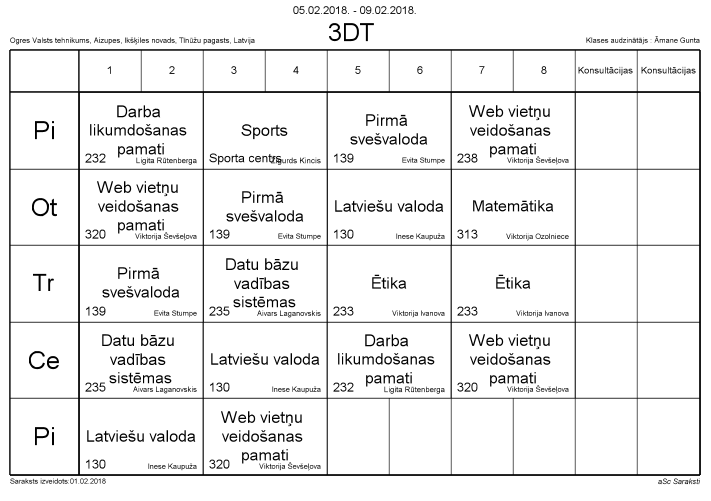 05.02.2018. - 09.02.2018.
3DT
Ogres Valsts tehnikums, Aizupes, Ikšķiles novads, Tīnūžu pagasts, Latvija
Klases audzinātājs : Āmane Gunta
1 2 3 4 5 6 7 8 Konsultācijas Konsultācijas
Pi
Darba
likumdošanas
pamati
232 Ligita Rūtenberga
Sports
Sporta centrs Zigurds Kincis
Pirmā
svešvaloda
139 Evita Stumpe
Web vietņu
veidošanas
pamati
238 Viktorija Ševšeļova
Ot
Web vietņu
veidošanas
pamati
320 Viktorija Ševšeļova
Pirmā
svešvaloda
139 Evita Stumpe
Latviešu valoda
130 Inese Kaupuža
Matemātika
313 Viktorija Ozolniece
Tr
Pirmā
svešvaloda
139 Evita Stumpe
Datu bāzu
vadības
sistēmas
235 Aivars Laganovskis
Ētika
233 Viktorija Ivanova
Ētika
233 Viktorija Ivanova
Ce
Datu bāzu
vadības
sistēmas
235 Aivars Laganovskis
Latviešu valoda
130 Inese Kaupuža
Darba
likumdošanas
pamati
232 Ligita Rūtenberga
Web vietņu
veidošanas
pamati
320 Viktorija Ševšeļova
Pi
Latviešu valoda
130 Inese Kaupuža
Web vietņu
veidošanas
pamati
320 Viktorija Ševšeļova
Saraksts izveidots:01.02.2018
aSc Saraksti